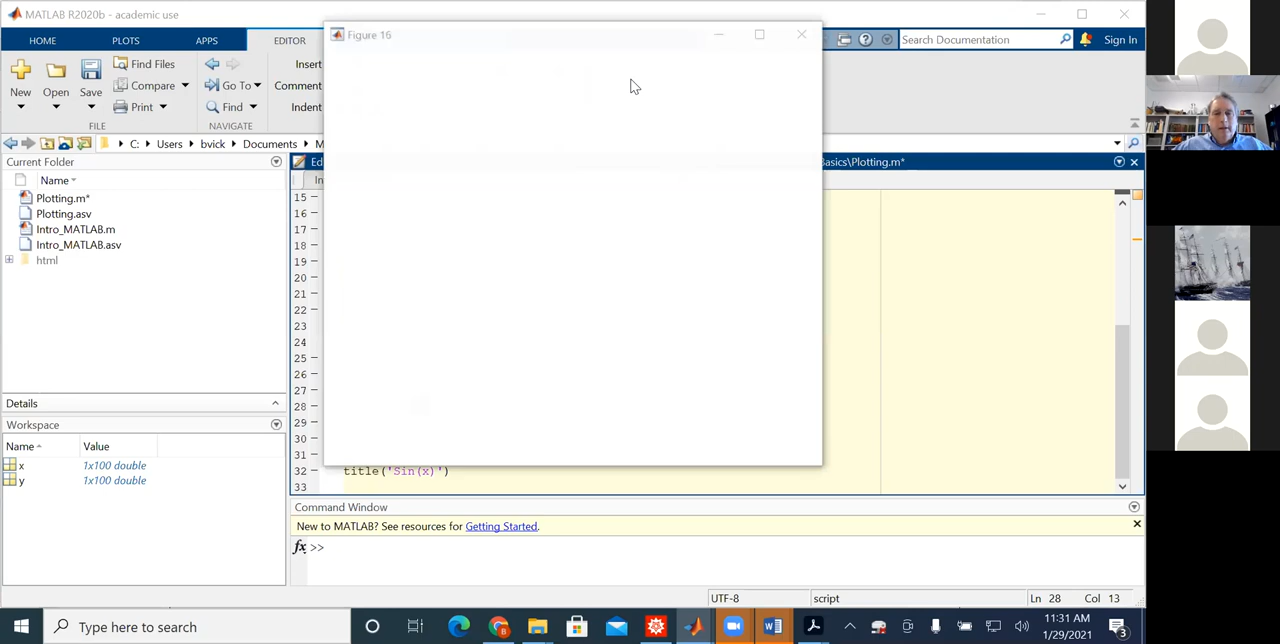 MATLAB R2020b - academic use
HOME PLOTS APPS EDITOR
Figure 16
Search Documentation
Sign In
New Open Save
Find Files
Compare
Print
FILE
Go To
Find
NAVIGATE
Insert
Comment
Indent
C: Users bvick Documents M
Current Folder
Name
Plotting.m*
Plotting.asv
Intro_MATLAB.m
Intro_MATLAB.asv
html
Details
Workspace
Name Value
x 1x100 double
y 1x100 double
Ed
asics\Plotting.m*
In
15
16
17
18
19
20
21
22
23
24
25
26
27
28
29
30
31
32 title('Sin(x)')
33
Command Window
New to MATLAB? See resources for Getting Started.
fx >>
UTF-8 script Ln 28 Col 13
Type here to search
11:31 AM
1/29/2021
3